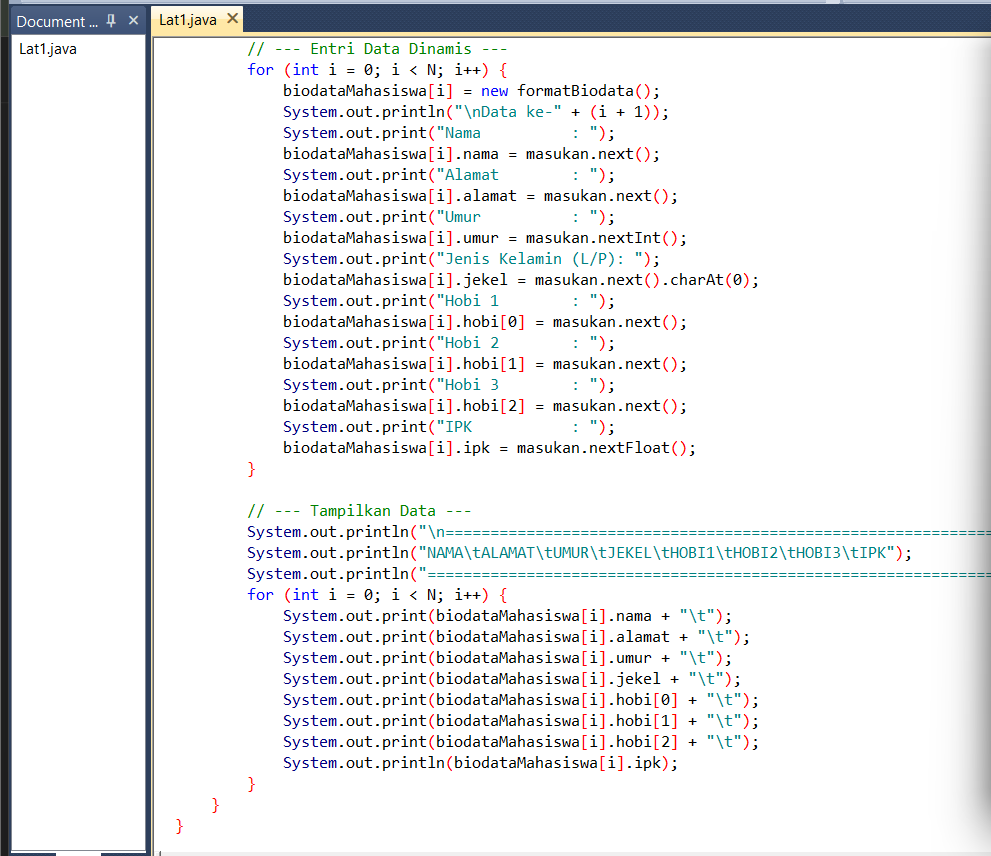 Document ...
Lat1.java
Lat1.java
// --- Entri Data Dinamis ---
for (int i = 0; i < N; i++) {
biodataMahasiswa[i] = new formatBiodata();
System.out.println("\nData ke-" + (i + 1));
System.out.print("Nama          : ");
biodataMahasiswa[i].nama = masukan.next();
System.out.print("Alamat        : ");
biodataMahasiswa[i].alamat = masukan.next();
System.out.print("Umur          : ");
biodataMahasiswa[i].umur = masukan.nextInt();
System.out.print("Jenis Kelamin (L/P): ");
biodataMahasiswa[i].jekel = masukan.next().charAt(0);
System.out.print("Hobi 1        : ");
biodataMahasiswa[i].hobi[0] = masukan.next();
System.out.print("Hobi 2        : ");
biodataMahasiswa[i].hobi[1] = masukan.next();
System.out.print("Hobi 3        : ");
biodataMahasiswa[i].hobi[2] = masukan.next();
System.out.print("IPK           : ");
biodataMahasiswa[i].ipk = masukan.nextFloat();
}
// --- Tampilkan Data ---
System.out.println("\n=============================================================
System.out.println("NAMA\tALAMAT\tUMUR\tJEKEL\tHOBI1\tHOBI2\tHOBI3\tIPK");
System.out.println("===============================================================
for (int i = 0; i < N; i++) {
System.out.print(biodataMahasiswa[i].nama + "\t");
System.out.print(biodataMahasiswa[i].alamat + "\t");
System.out.print(biodataMahasiswa[i].umur + "\t");
System.out.print(biodataMahasiswa[i].jekel + "\t");
System.out.print(biodataMahasiswa[i].hobi[0] + "\t");
System.out.print(biodataMahasiswa[i].hobi[1] + "\t");
System.out.print(biodataMahasiswa[i].hobi[2] + "\t");
System.out.println(biodataMahasiswa[i].ipk);
}
}
}